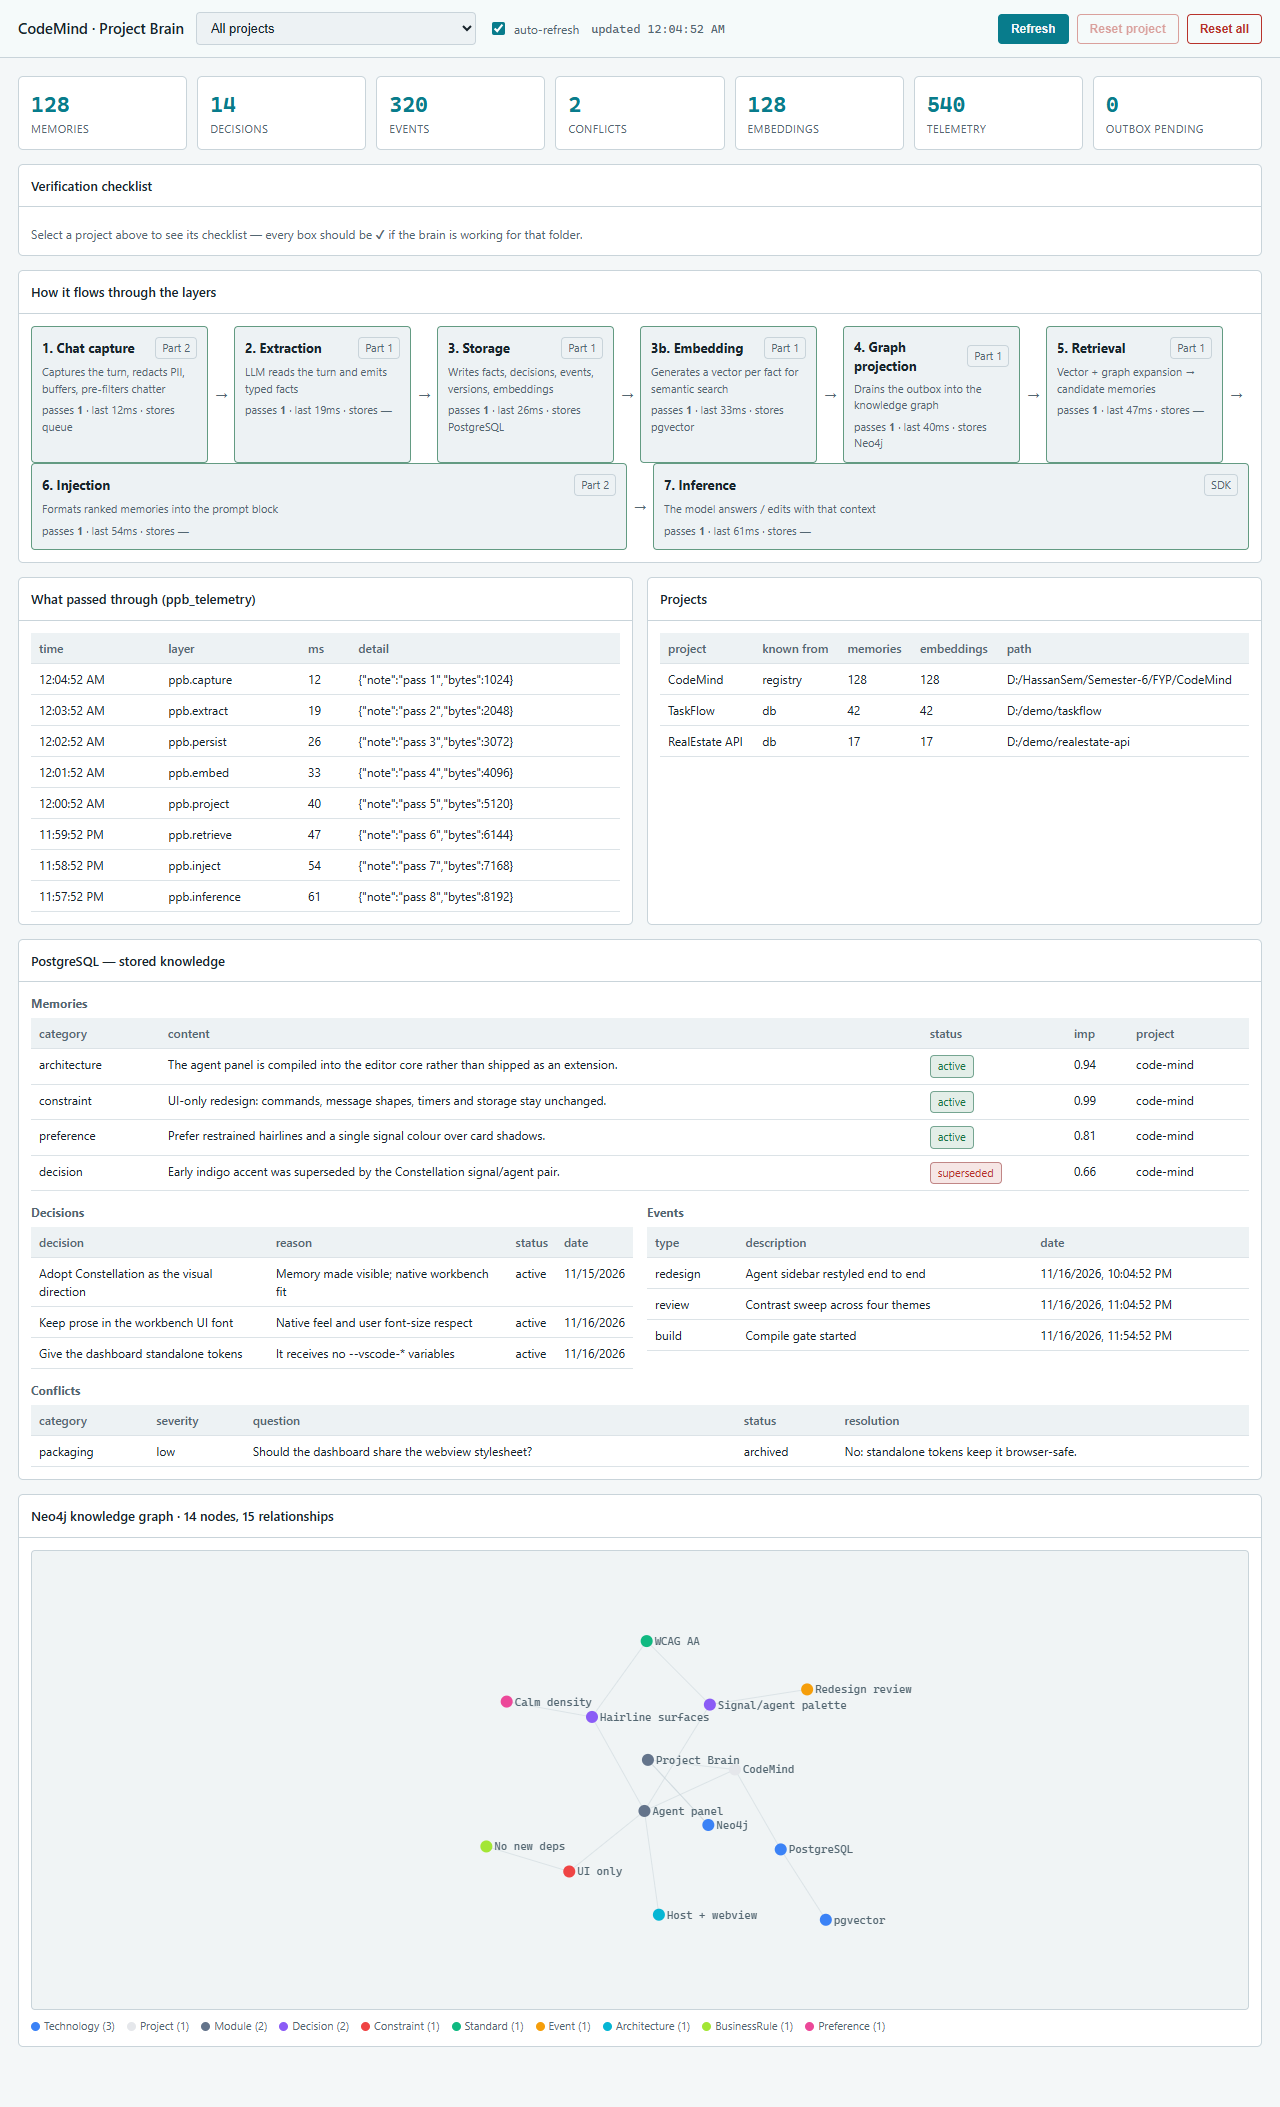 CodeMind · Project Brain
All projects
auto-refresh
updated 12:04:52 AM
Refresh
Reset project
Reset all
128
MEMORIES
14
DECISIONS
320
EVENTS
2
CONFLICTS
128
EMBEDDINGS
540
TELEMETRY
0
OUTBOX PENDING
Verification checklist
Select a project above to see its checklist — every box should be ✓ if the brain is working for that folder.
How it flows through the layers
1. Chat capture Part 2
Captures the turn, redacts PII,
buffers, pre-filters chatter
passes 1 · last 12ms · stores
queue
→
2. Extraction Part 1
LLM reads the turn and emits
typed facts
passes 1 · last 19ms · stores —
→
3. Storage Part 1
Writes facts, decisions, events,
versions, embeddings
passes 1 · last 26ms · stores
PostgreSQL
→
3b. Embedding Part 1
Generates a vector per fact for
semantic search
passes 1 · last 33ms · stores
pgvector
→
4. Graph
projection Part 1
Drains the outbox into the
knowledge graph
passes 1 · last 40ms · stores
Neo4j
→
5. Retrieval Part 1
Vector + graph expansion →
candidate memories
passes 1 · last 47ms · stores —
→
6. Injection Part 2
Formats ranked memories into the prompt block
passes 1 · last 54ms · stores —
→
7. Inference SDK
The model answers / edits with that context
passes 1 · last 61ms · stores —
What passed through (ppb_telemetry)
time layer ms detail
12:04:52 AM ppb.capture 12 {"note":"pass 1","bytes":1024}
12:03:52 AM ppb.extract 19 {"note":"pass 2","bytes":2048}
12:02:52 AM ppb.persist 26 {"note":"pass 3","bytes":3072}
12:01:52 AM ppb.embed 33 {"note":"pass 4","bytes":4096}
12:00:52 AM ppb.project 40 {"note":"pass 5","bytes":5120}
11:59:52 PM ppb.retrieve 47 {"note":"pass 6","bytes":6144}
11:58:52 PM ppb.inject 54 {"note":"pass 7","bytes":7168}
11:57:52 PM ppb.inference 61 {"note":"pass 8","bytes":8192}
Projects
project known from memories embeddings path
CodeMind registry 128 128 D:/HassanSem/Semester-6/FYP/CodeMind
TaskFlow db 42 42 D:/demo/taskflow
RealEstate API db 17 17 D:/demo/realestate-api
PostgreSQL — stored knowledge
Memories
category content status imp project
architecture The agent panel is compiled into the editor core rather than shipped as an extension. active 0.94 code-mind
constraint UI-only redesign: commands, message shapes, timers and storage stay unchanged. active 0.99 code-mind
preference Prefer restrained hairlines and a single signal colour over card shadows. active 0.81 code-mind
decision Early indigo accent was superseded by the Constellation signal/agent pair. superseded 0.66 code-mind
Decisions
decision reason status date
Adopt Constellation as the visual Memory made visible; native workbench active 11/15/2026
direction fit
Keep prose in the workbench UI font Native feel and user font-size respect active 11/16/2026
Give the dashboard standalone tokens It receives no --vscode-* variables active 11/16/2026
Events
type description date
redesign Agent sidebar restyled end to end 11/16/2026, 10:04:52 PM
review Contrast sweep across four themes 11/16/2026, 11:04:52 PM
build Compile gate started 11/16/2026, 11:54:52 PM
Conflicts
category severity question status resolution
packaging low Should the dashboard share the webview stylesheet? archived No: standalone tokens keep it browser-safe.
Neo4j knowledge graph · 14 nodes, 15 relationships
WCAG AA
Redesign review
Calm density
Signal/agent palette
Hairline surfaces
Project Brain
CodeMind
Agent panel
Neo4j
No new deps
PostgreSQL
UI only
Host + webview
pgvector
Technology (3) Project (1) Module (2) Decision (2) Constraint (1) Standard (1) Event (1) Architecture (1) BusinessRule (1) Preference (1)